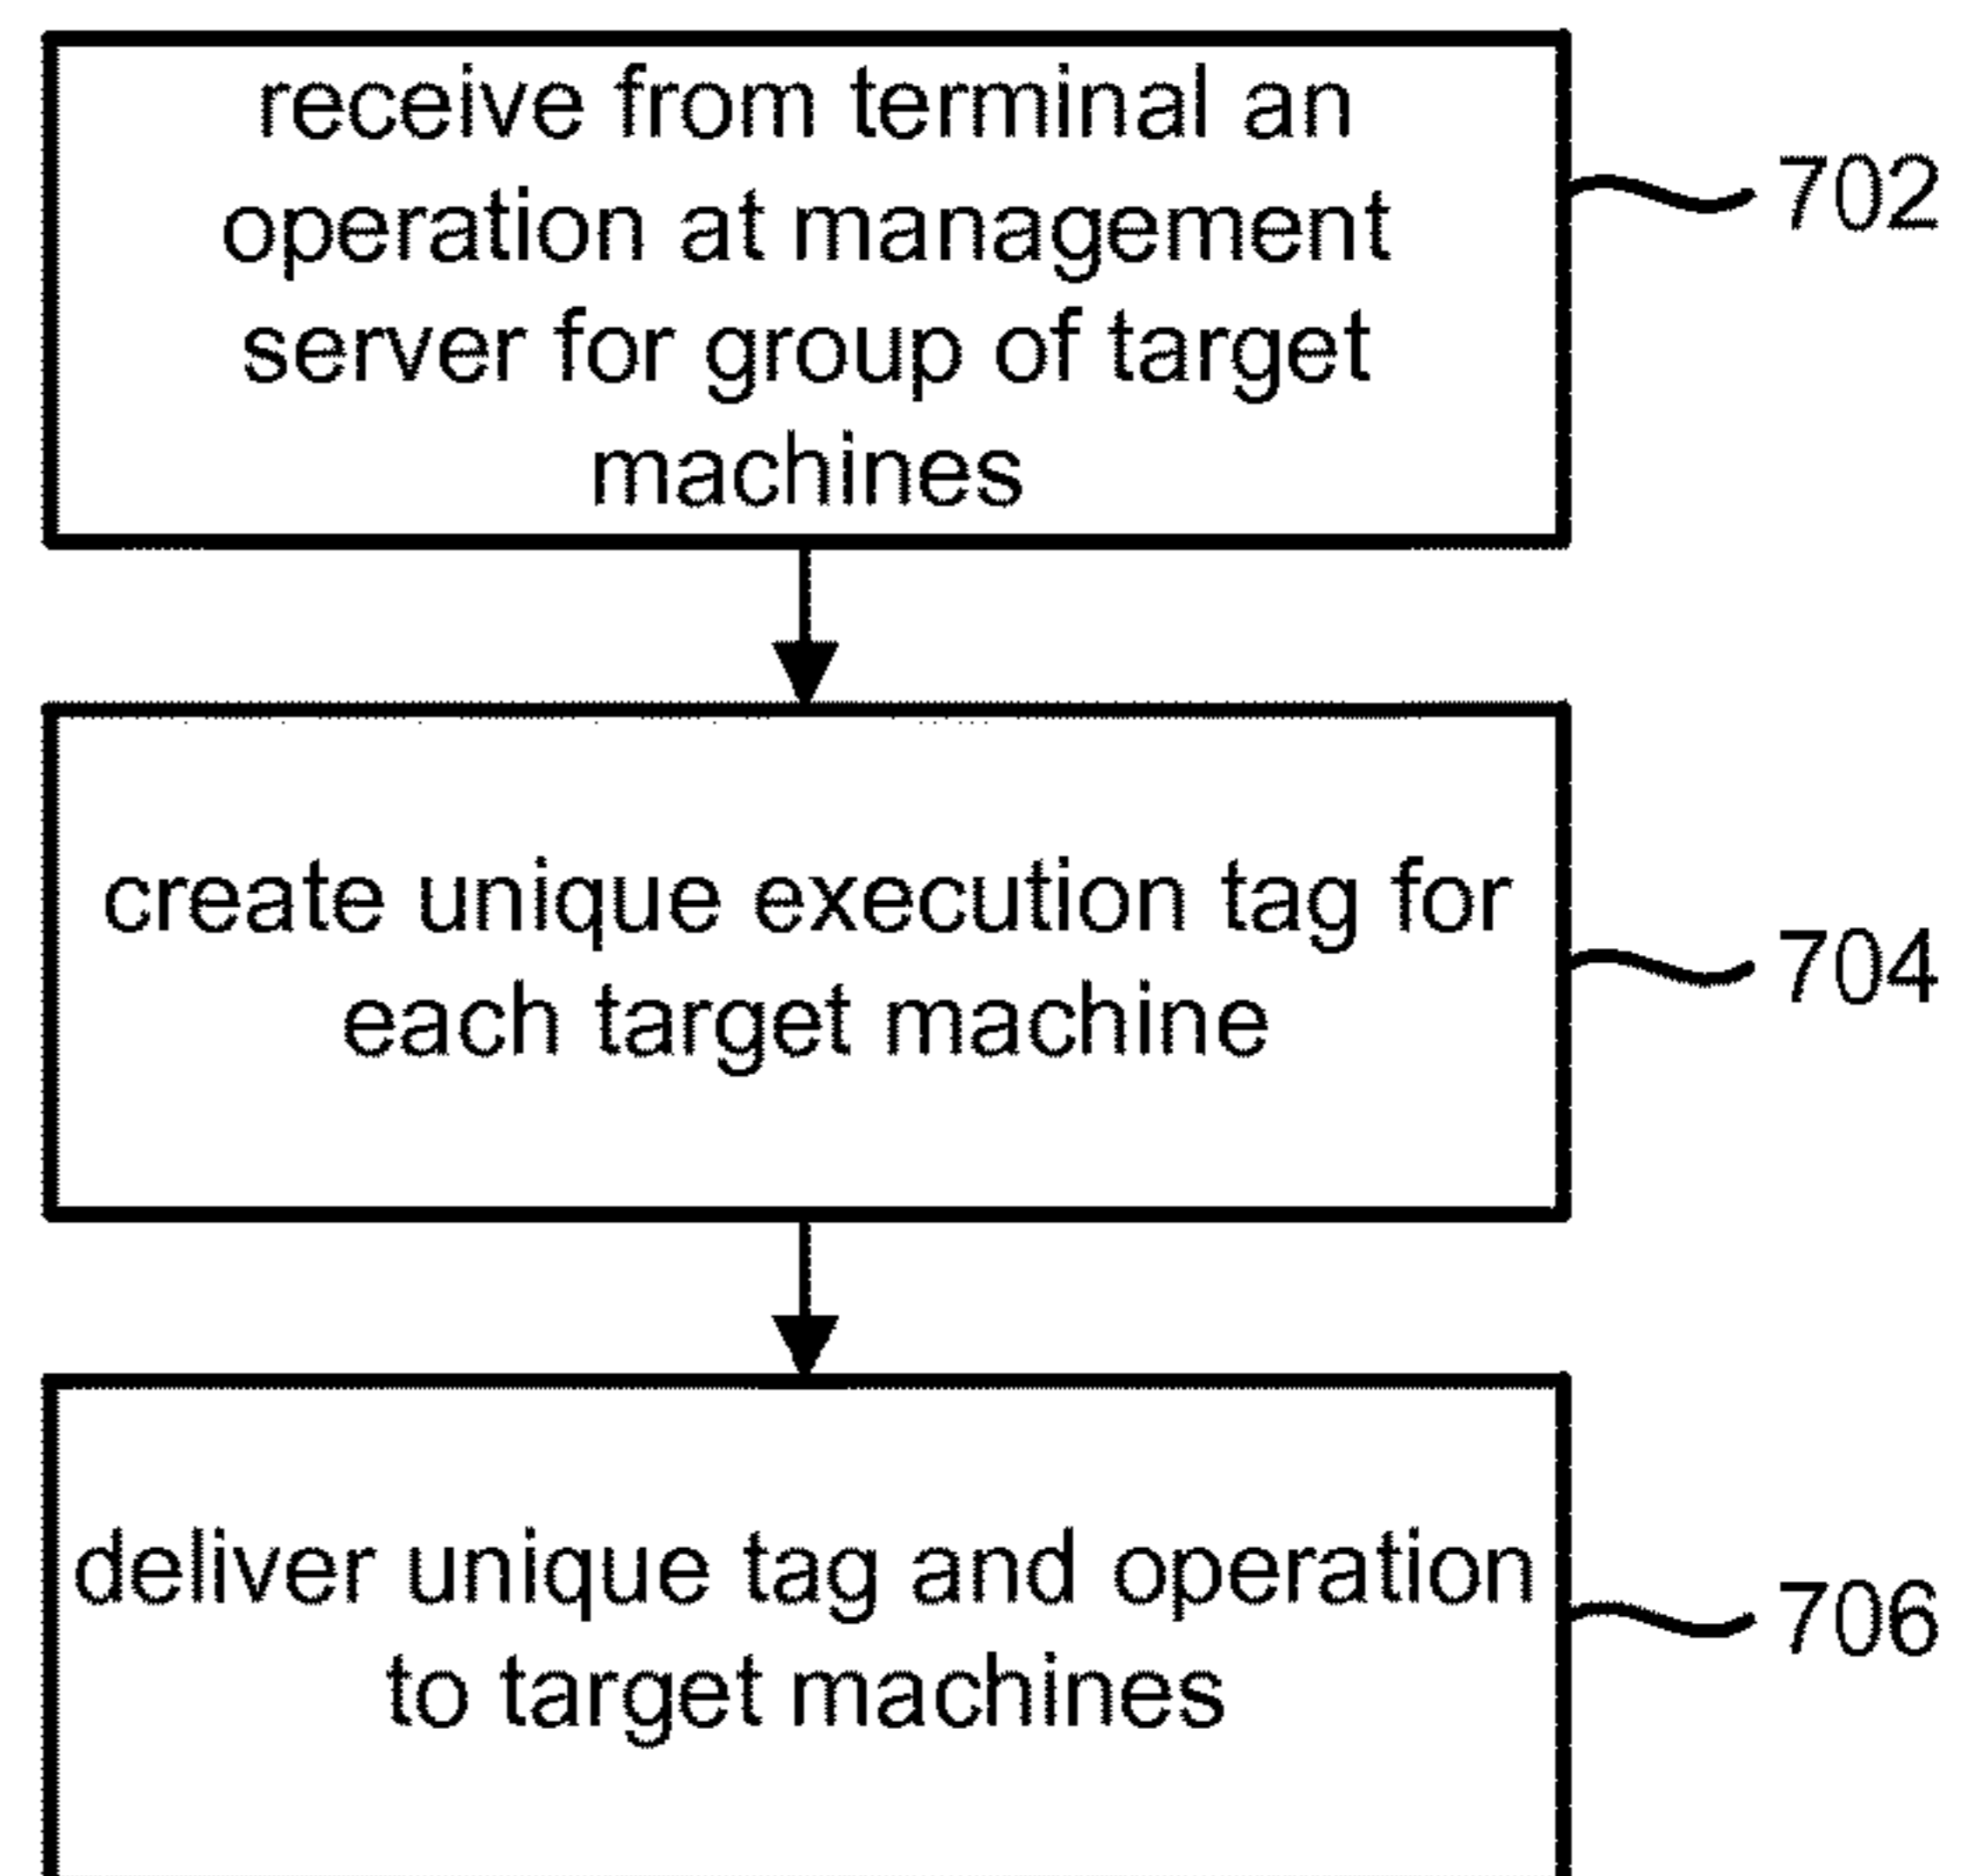 receive from terminal an
operation at management
server for group of target
machines
702
create unique execution tag for
each target machine
704
deliver unique tag and operation
to target machines
706